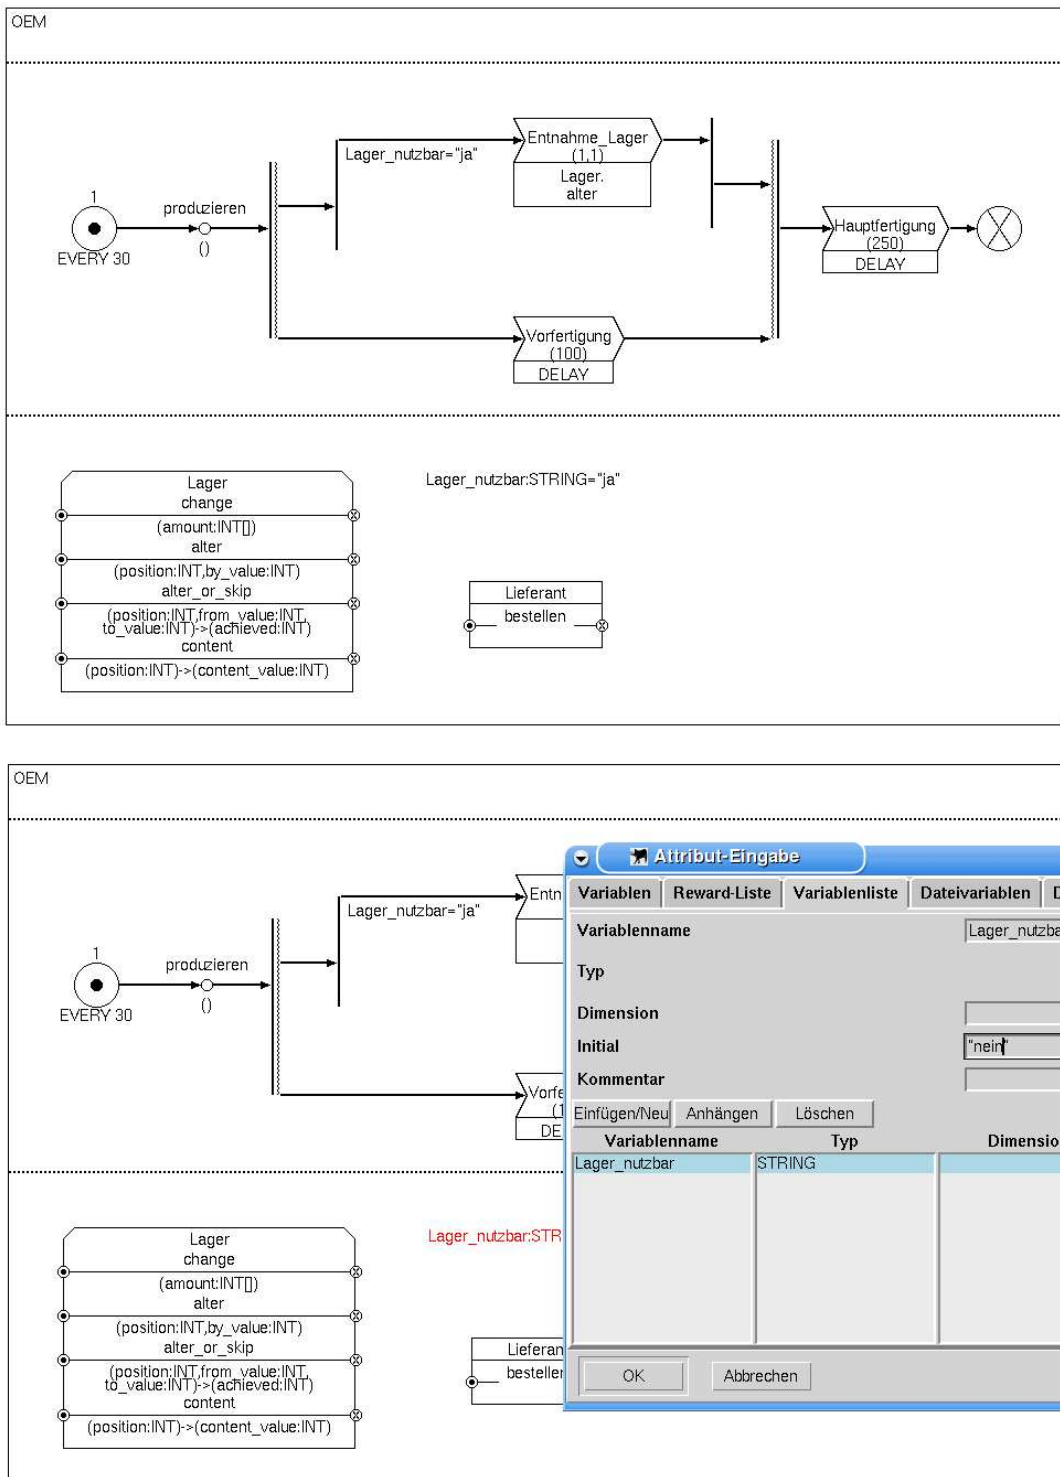 OEM
Lager_nutzbar="ja"
Entnahme_Lager
(1,1)
Lager.
alter
1
produzieren
()
EVERY 30
Hauptfertigung
(250)
DELAY
Vorfertigung
(100)
DELAY
Lager
change
(amount:INT[])
alter
(position:INT,by_value:INT)
alter_or_skip
(position:INT,from_value:INT,
to_value:INT)->(achieved:INT)
content
(position:INT)->(content_value:INT)
Lager_nutzbar:STRING="ja"
Lieferant
bestellen
OEM
Lager_nutzbar="ja"
Entn
1
produzieren
()
EVERY 30
Vorfe
(1
DE
Lager
change
(amount:INT[])
alter
(position:INT,by_value:INT)
alter_or_skip
(position:INT,from_value:INT,
to_value:INT)->(achieved:INT)
content
(position:INT)->(content_value:INT)
Lager_nutzbar:STR
Lieferan
bestellen
Attribut-Eingabe
Variablen Reward-Liste Variablenliste Dateivariablen D
Variablenname Lager_nutzba
Typ
Dimension
Initial "nein"
Kommentar
Einfügen/Neu Anhängen Löschen
Variablenname Typ Dimensio
Lager_nutzbar STRING
OK Abbrechen